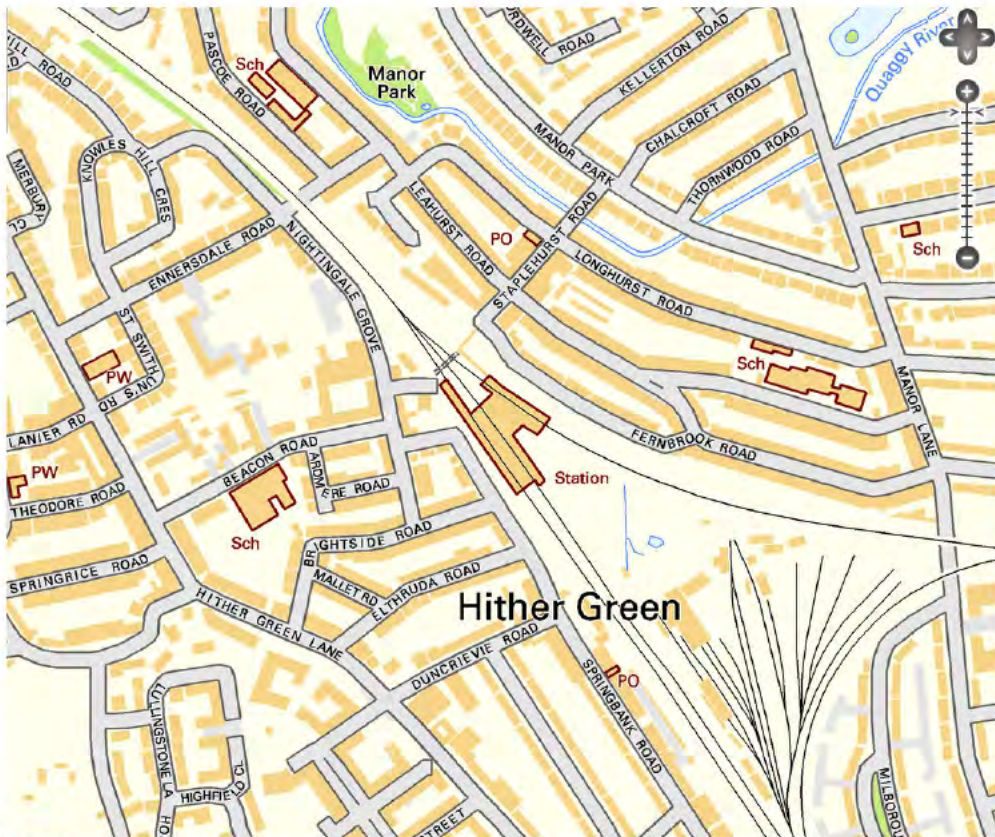 HILL ROAD
RD
PASCOE ROAD
Sch
Manor
Park
ROAD
KELLERTON ROAD
Quaggy River
CHALCROFT ROAD
THORNWOOD ROAD
MANOR PARK
KNOWLES HILL CRES
MERBURY CL
ENNERSDALE ROAD
NIGHTINGALE GROVE
LEAHURST ROAD
PO
STAPLEHURST ROAD
LONGHURST ROAD
Sch
ST SWITHUN'S RD
PW
LANIER RD
Sch
MANOR LANE
FERNBROOK ROAD
BEACON ROAD
ARDMERE ROAD
PW
THEODORE ROAD
Station
Sch
BRIGHTSIDE ROAD
SPRINGRICE ROAD
MALLET RD
ELTHRUDA ROAD
HITHER GREEN LANE
Hither Green
DUNCRIEVIE ROAD
PO
SPRINGBANK ROAD
LULLINGSTONE LA
HIGHFIELD CL
HO
STREET
MILBORO